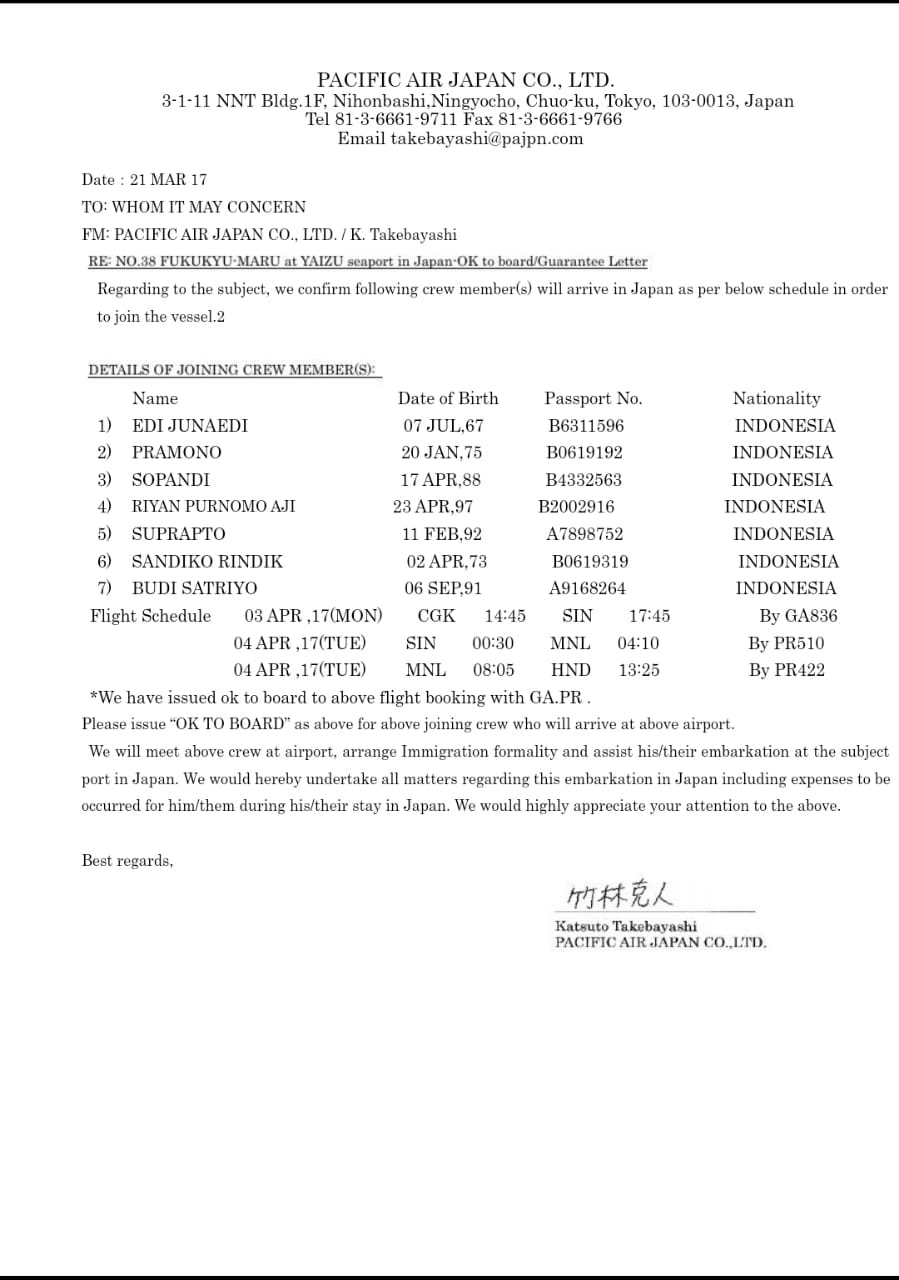 PACIFIC AIR JAPAN CO., LTD.
3-1-11 NNT Bldg.1F, Nihonbashi,Ningyocho, Chuo-ku, Tokyo, 103-0013, Japan
Tel 81-3-6661-9711 Fax 81-3-6661-9766
Email takebayashi@pajpn.com
Date : 21 MAR 17
TO: WHOM IT MAY CONCERN
FM: PACIFIC AIR JAPAN CO., LTD. / K. Takebayashi
RE: NO.38 FUKUKYU-MARU at YAIZU seaport in Japan-OK to board/Guarantee Letter
Regarding to the subject, we confirm following crew member(s) will arrive in Japan as per below schedule in order
to join the vessel.2
DETAILS OF JOINING CREW MEMBER(S):
Name Date of Birth Passport No. Nationality
1) EDI JUNAEDI 07 JUL,67 B6311596 INDONESIA
2) PRAMONO 20 JAN,75 B0619192 INDONESIA
3) SOPANDI 17 APR,88 B4332563 INDONESIA
4) RIYAN PURNOMO AJI 23 APR,97 B2002916 INDONESIA
5) SUPRAPTO 11 FEB,92 A7898752 INDONESIA
6) SANDIKO RINDIK 02 APR,73 B0619319 INDONESIA
7) BUDI SATRIYO 06 SEP,91 A9168264 INDONESIA
Flight Schedule 03 APR ,17(MON) CGK 14:45 SIN 17:45 By GA836
04 APR ,17(TUE) SIN 00:30 MNL 04:10 By PR510
04 APR ,17(TUE) MNL 08:05 HND 13:25 By PR422
*We have issued ok to board to above flight booking with GA.PR .
Please issue “OK TO BOARD” as above for above joining crew who will arrive at above airport.
We will meet above crew at airport, arrange Immigration formality and assist his/their embarkation at the subject
port in Japan. We would hereby undertake all matters regarding this embarkation in Japan including expenses to be
occurred for him/them during his/their stay in Japan. We would highly appreciate your attention to the above.
Best regards,
竹林克人
Katsuto Takebayashi
PACIFIC AIR JAPAN CO.,LTD.